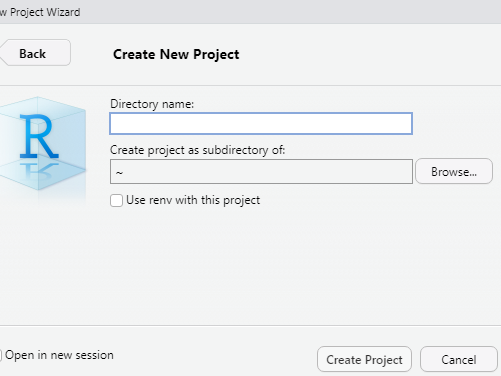 w Project Wizard
Back
Create New Project
R
Directory name:
Create project as subdirectory of:
~
Browse...
Use renv with this project
Open in new session
Create Project
Cancel